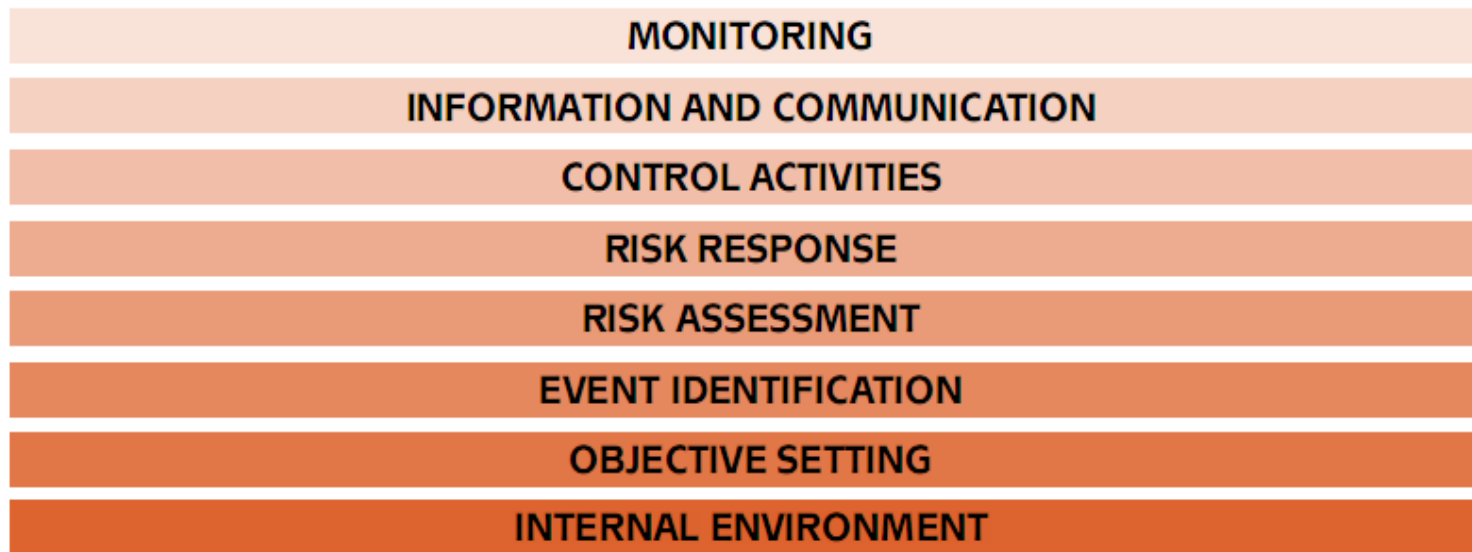 MONITORING
INFORMATION AND COMMUNICATION
CONTROL ACTIVITIES
RISK RESPONSE
RISK ASSESSMENT
EVENT IDENTIFICATION
OBJECTIVE SETTING
INTERNAL ENVIRONMENT